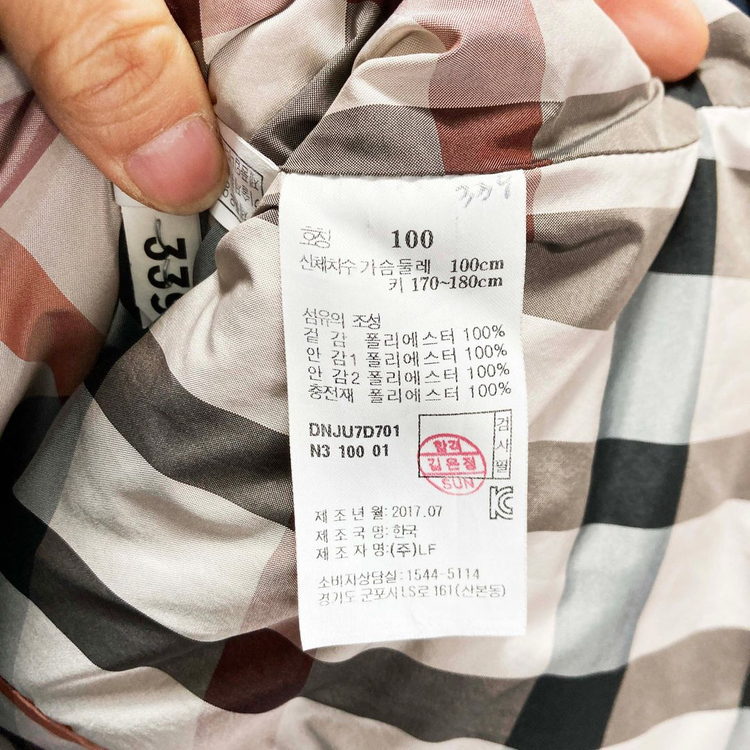 339
호칭 100
신체치수 가슴둘레 100cm
키 170~180cm
섬유의 조성
겉 감 폴리에스터 100%
안 감1 폴리에스터 100%
안 감2 폴리에스터 100%
충전재 폴리에스터 100%
DNJU7D701
N3 100 01
검사필
합격
김은정
SUN
제 조 년 월: 2017.07
제 조 국 명: 한국
제 조 자 명: (주)LF
소비자상담실: 1544-5114
경기도 군포시 LS로 161(산본동)
339